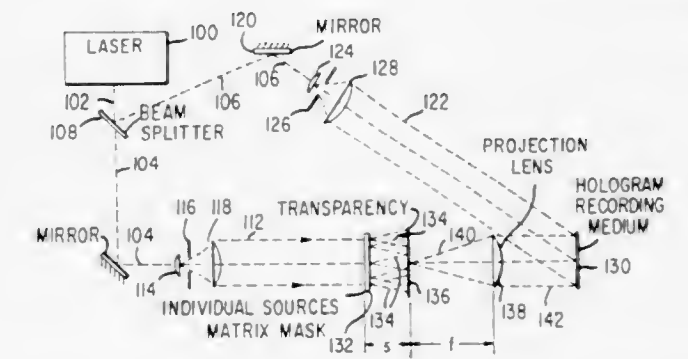 LASER
100
120
MIRROR
124
106
128
102
106
108
BEAM
SPLITTER
126
122
104
PROJECTION
LENS
HOLOGRAM
RECORDING
MEDIUM
TRANSPARENCY
134
140
116
118
112
MIRROR
104
130
114
INDIVIDUAL SOURCES
MATRIX MASK
134
136
138
142
132
s
f